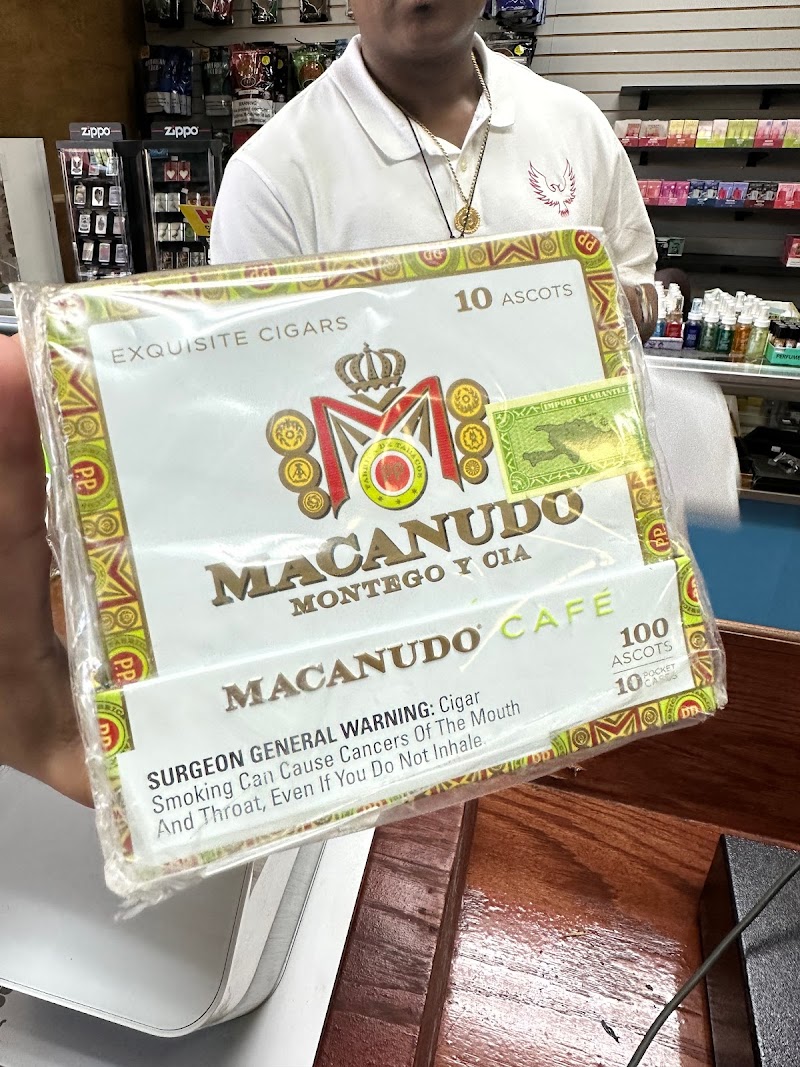 zippo
zippo
EXQUISITE CIGARS
10 ASCOTS
IMPORT GUARANTEE
MACANUDO
MONTEGO Y CIA
MACANUDO CAFÉ
100
ASCOTS
10 POCKET
CARDS
SURGEON GENERAL WARNING: Cigar
Smoking Can Cause Cancers Of The Mouth
And Throat, Even If You Do Not Inhale.